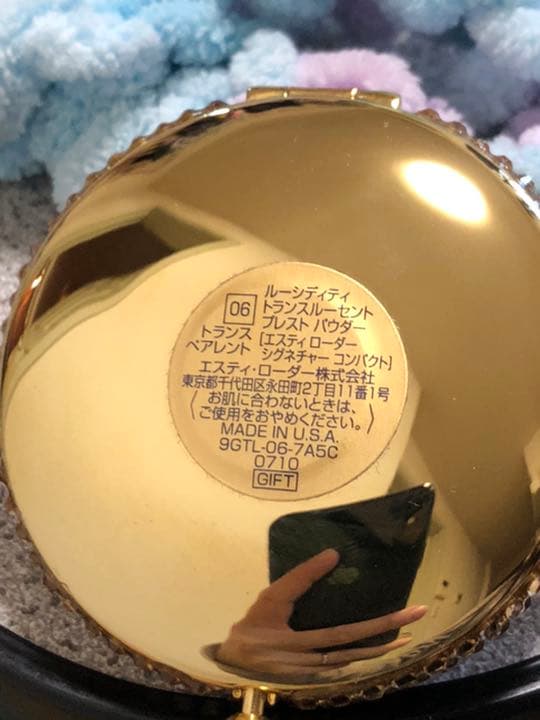 ルーシディティ
06 トランスルーセント
プレスト パウダー
トランス [エスティ ローダー
ペアレント シグネチャー コンパクト]
エスティ・ローダー株式会社
東京都千代田区永田町2丁目11番1号
〈お肌に合わないときは、
ご使用をおやめください。〉
MADE IN U.S.A.
9GTL-06-7A5C
0710
GIFT